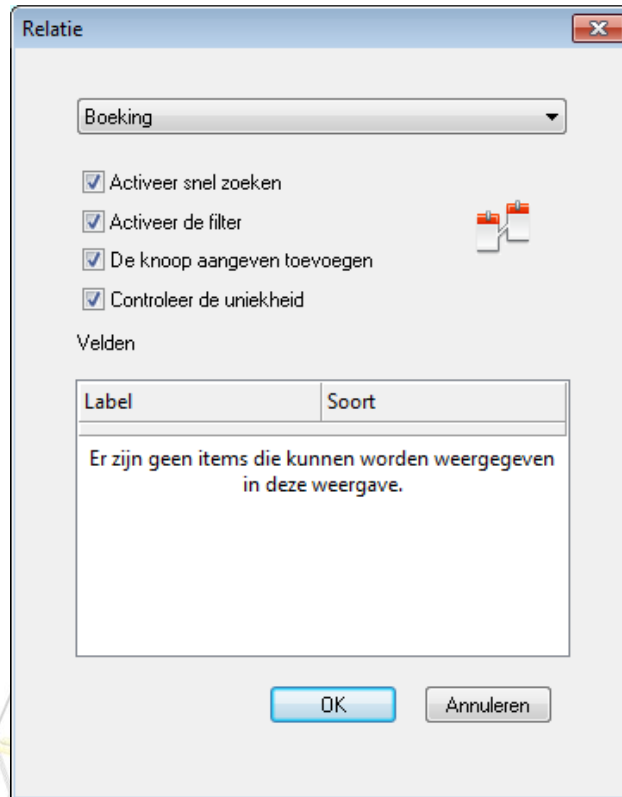 Relatie
Boeking
Activeer snel zoeken
Activeer de filter
De knoop aangeven toevoegen
Controleer de uniekheid
Velden
Label Soort
Er zijn geen items die kunnen worden weergegeven
in deze weergave.
OK Annuleren